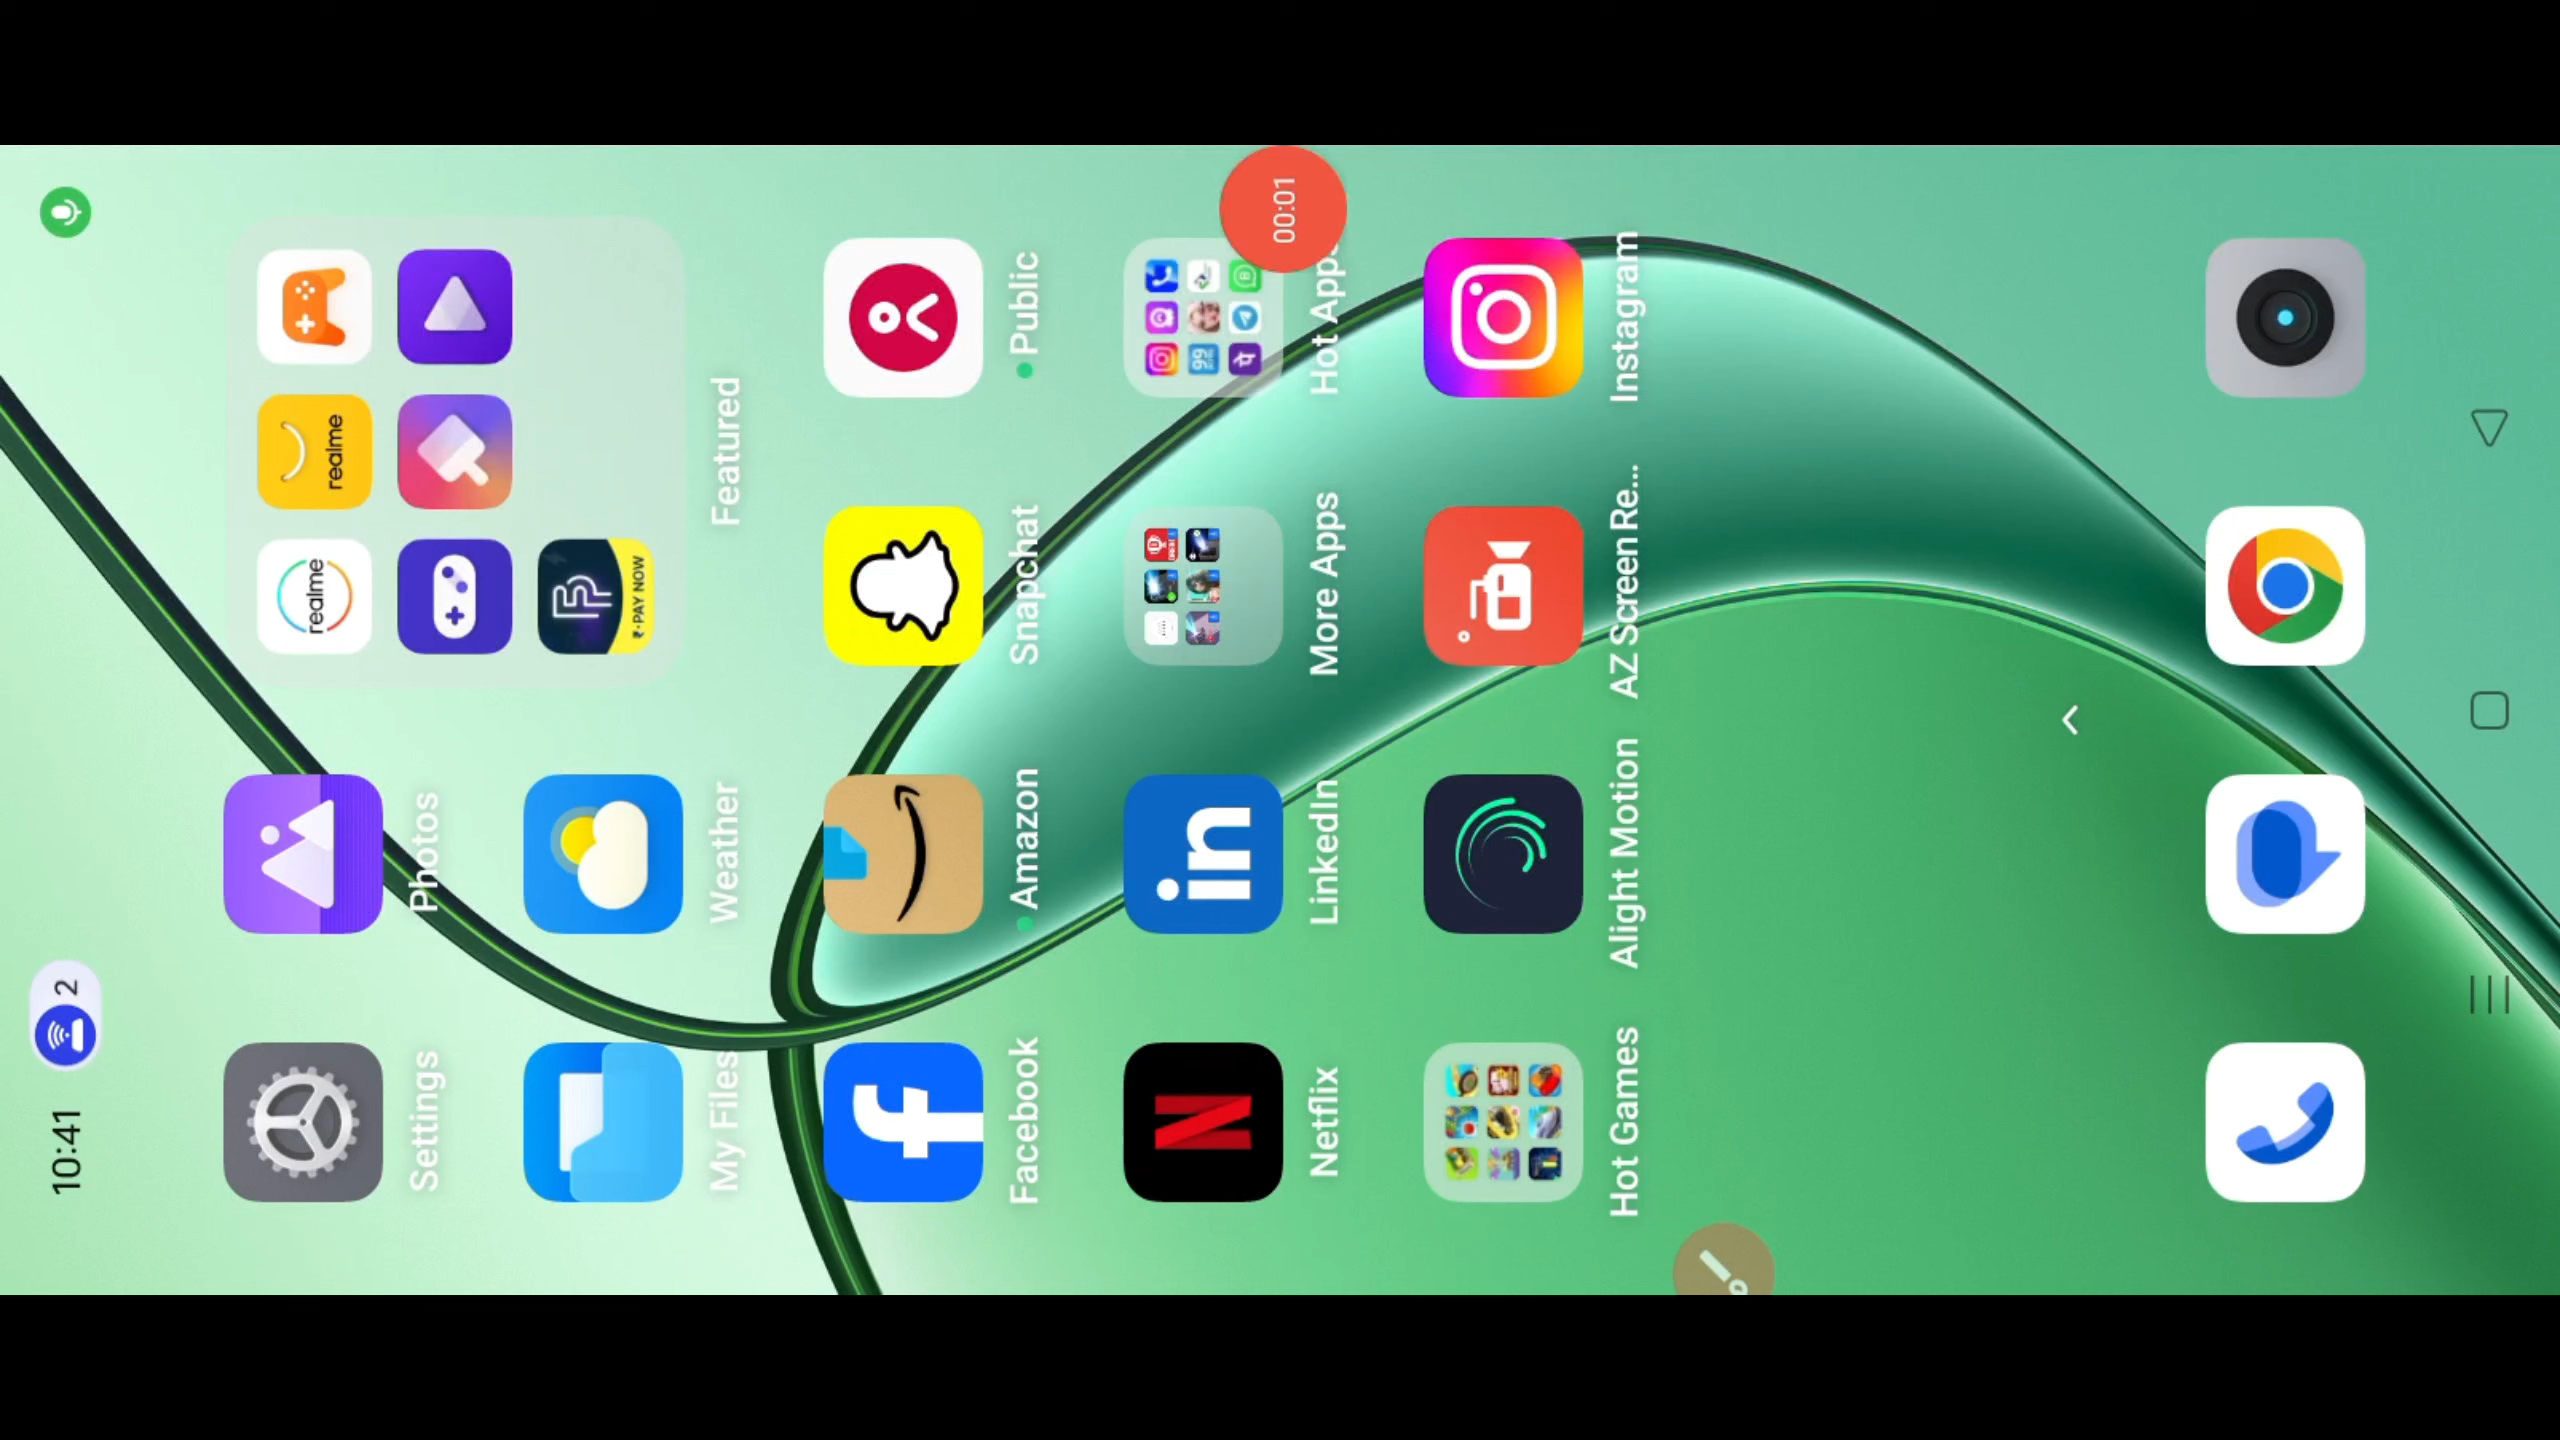 10:41
2
Photos
realme
realme
₹-PAY NOW
Settings
Weather
Featured
My Files
Facebook
Amazon
Snapchat
Public
Netflix
LinkedIn
More Apps
Hot Apps
00:01
Hot Games
Alight Motion
AZ Screen Re...
Instagram